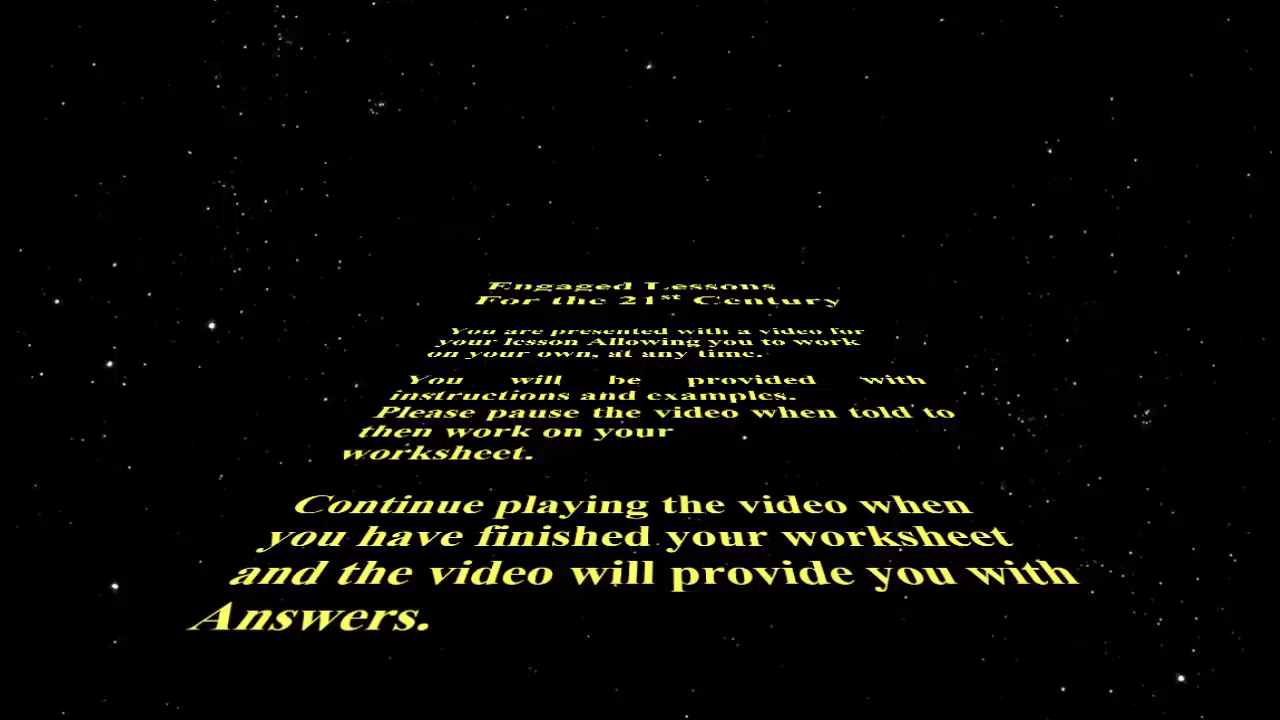 Engaged Lessons
For the 21st Century
You are presented with a video for
your lesson Allowing you to work
on your own, at any time.
You will be provided with
instructions and examples.
Please pause the video when told to
then work on your
worksheet.
Continue playing the video when
you have finished your worksheet
and the video will provide you with
Answers.